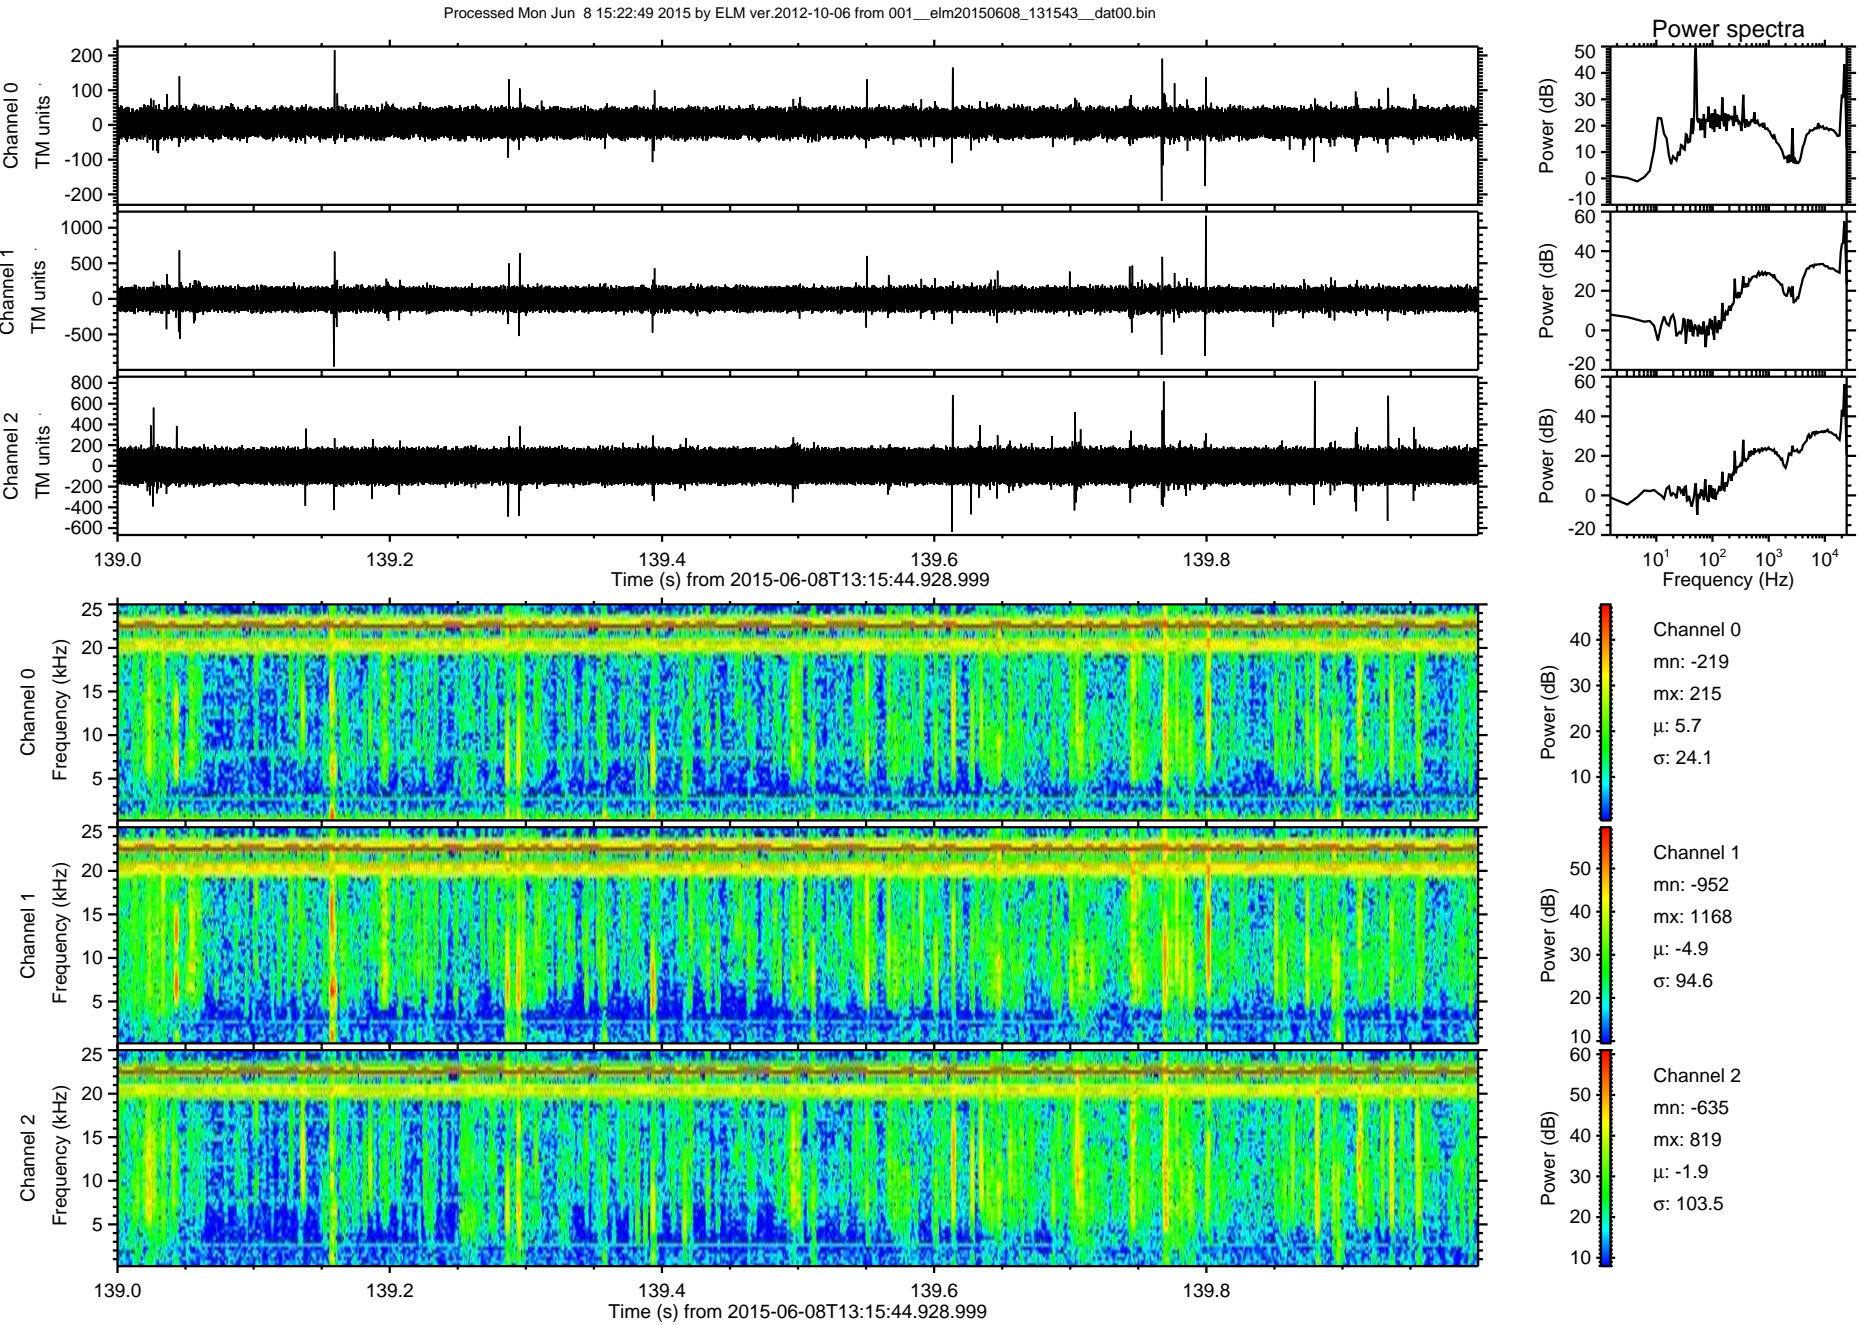 Processed Mon Jun  8 15:22:49 2015 by ELM ver.2012-10-06 from 001__elm20150608_131543__dat00.bin
Power spectra
Channel 0
TM units
200
100
0
-100
-200
Power (dB)
50
40
30
20
10
0
-10
Channel 1
TM units
1000
500
0
-500
Power (dB)
60
40
20
0
-20
Channel 2
TM units
800
600
400
200
0
-200
-400
-600
Power (dB)
60
40
20
0
-20
139.0 139.2 139.4 139.6 139.8
Time (s) from 2015-06-08T13:15:44.928.999
10¹ 10² 10³ 10⁴
Frequency (Hz)
Channel 0
Frequency (kHz)
25
20
15
10
5
Power (dB)
40
30
20
10
Channel 0
mn: -219
mx: 215
μ: 5.7
σ: 24.1
Channel 1
Frequency (kHz)
25
20
15
10
5
Power (dB)
50
40
30
20
10
Channel 1
mn: -952
mx: 1168
μ: -4.9
σ: 94.6
Channel 2
Frequency (kHz)
25
20
15
10
5
Power (dB)
60
50
40
30
20
10
Channel 2
mn: -635
mx: 819
μ: -1.9
σ: 103.5
139.0 139.2 139.4 139.6 139.8
Time (s) from 2015-06-08T13:15:44.928.999